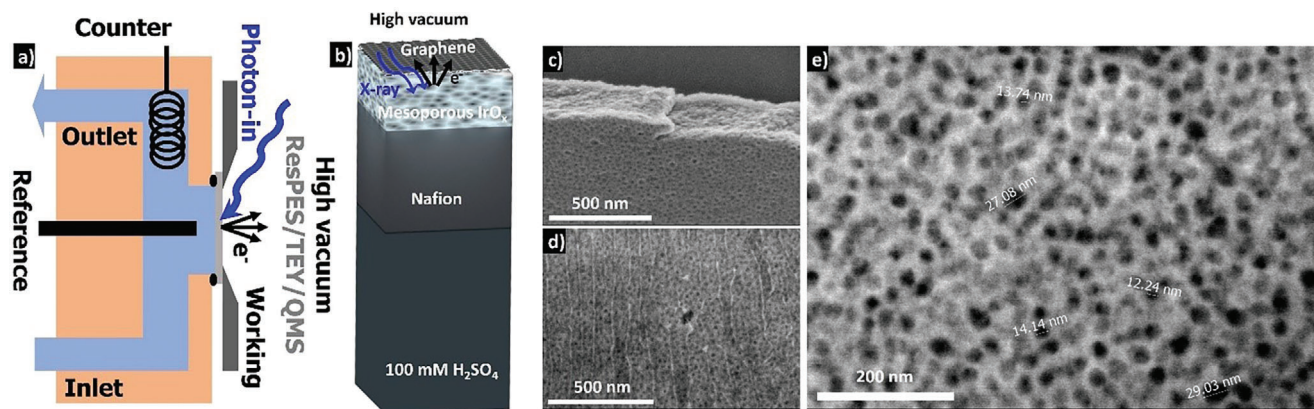 a)
Counter
Outlet
Reference
Inlet
Photon-in
e-
Working
ResPES/TEY/QMS
High vacuum
b)
High vacuum
Graphene
X-ray
e-
Mesoporous IrOx
Nafion
100 mM H2SO4
c)
500 nm
d)
500 nm
e)
13.74 nm
27.08 nm
12.24 nm
14.14 nm
29.03 nm
200 nm